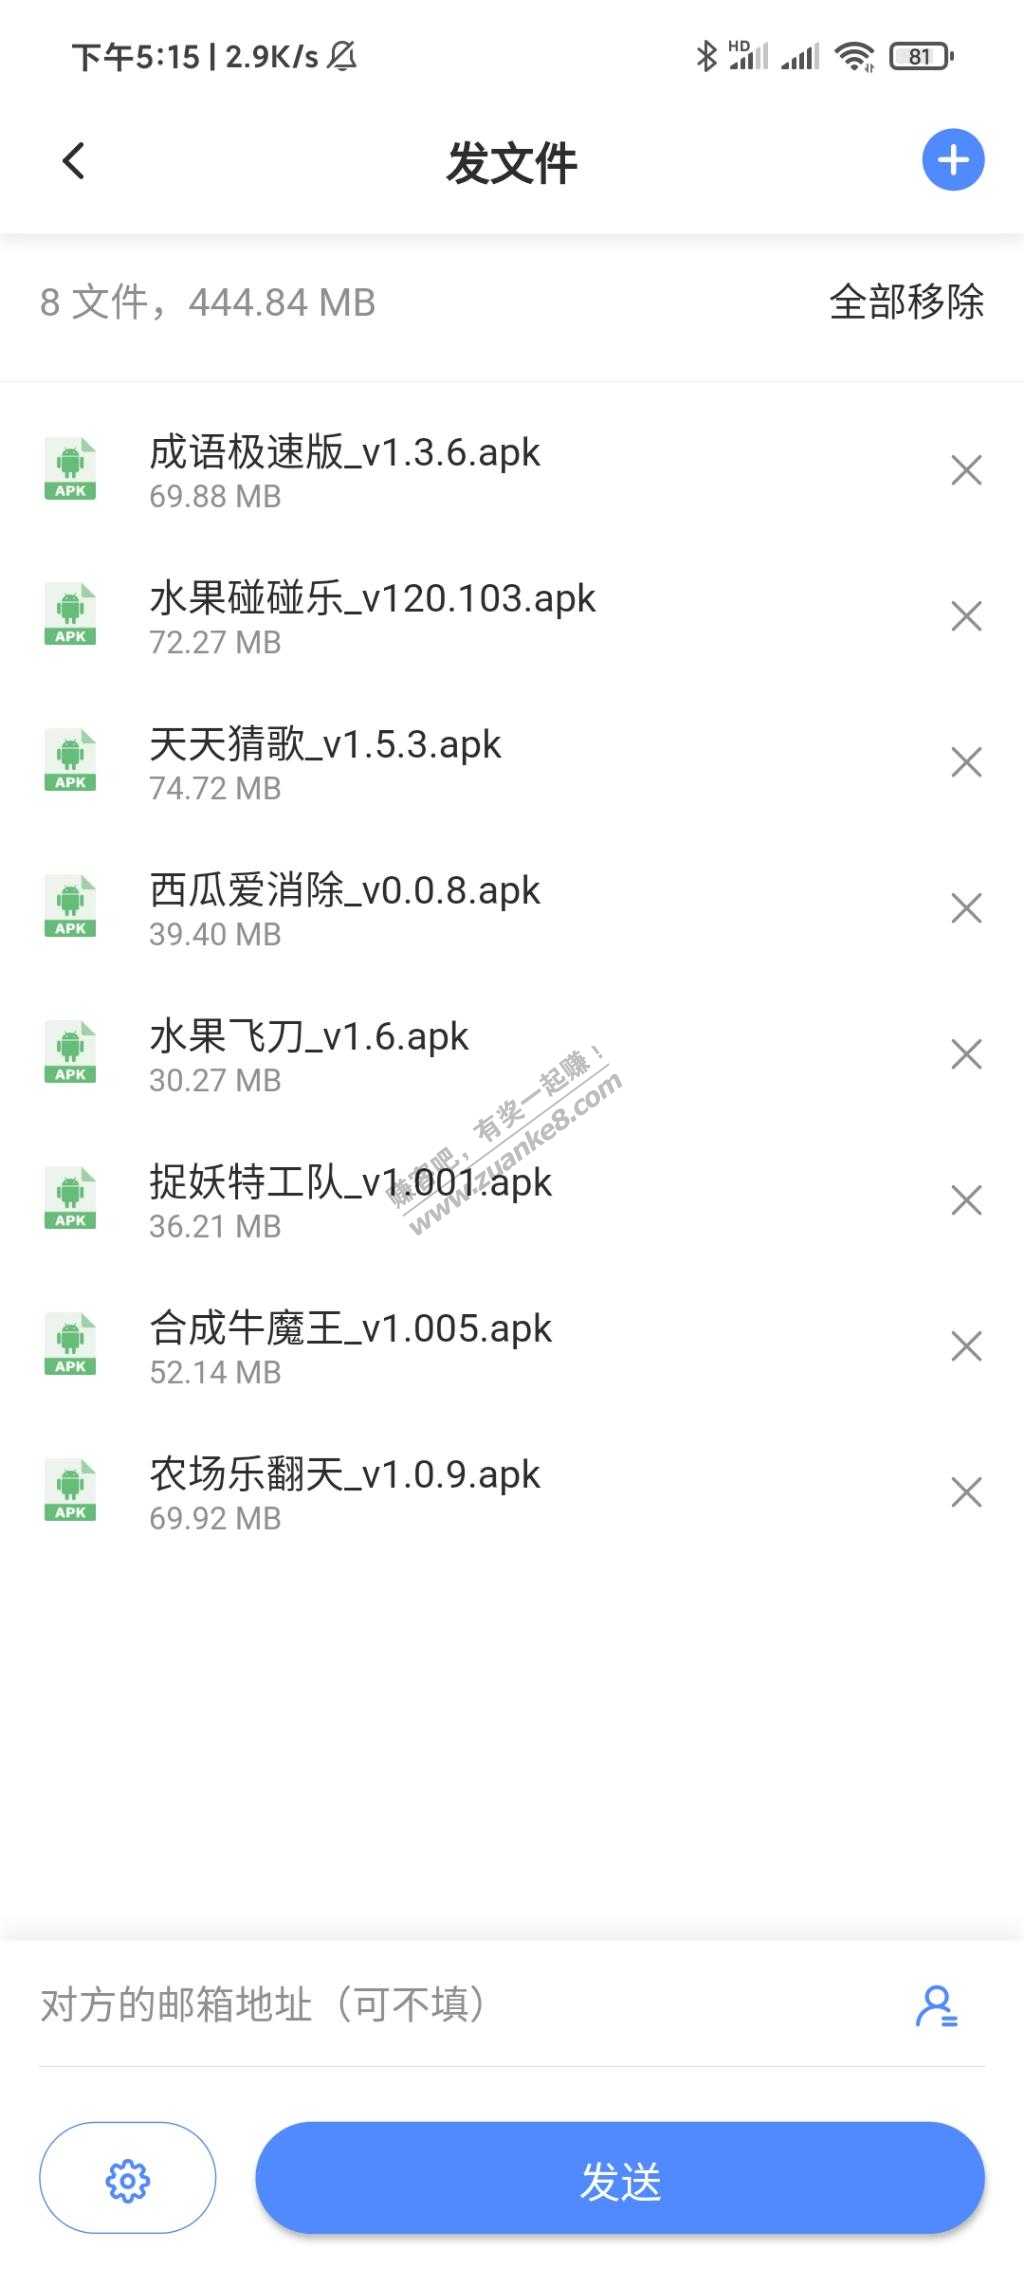 下午5:15 | 2.9K/s
HD
81
发文件
8 文件，444.84 MB
全部移除
APK
成语极速版_v1.3.6.apk
69.88 MB
APK
水果碰碰乐_v120.103.apk
72.27 MB
APK
天天猜歌_v1.5.3.apk
74.72 MB
APK
西瓜爱消除_v0.0.8.apk
39.40 MB
APK
水果飞刀_v1.6.apk
30.27 MB
APK
捉妖特工队_v1.001.apk
36.21 MB
赚客吧，有奖一起赚！
www.zuanke8.com
APK
合成牛魔王_v1.005.apk
52.14 MB
APK
农场乐翻天_v1.0.9.apk
69.92 MB
对方的邮箱地址（可不填）
发送